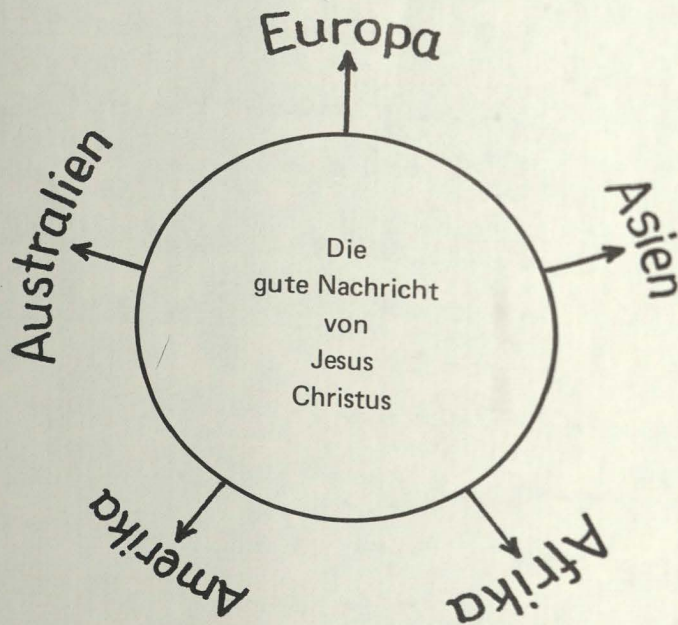 Europa
Australien
Asien
Die
gute Nachricht
von
Jesus
Christus
Amerika
Afrika